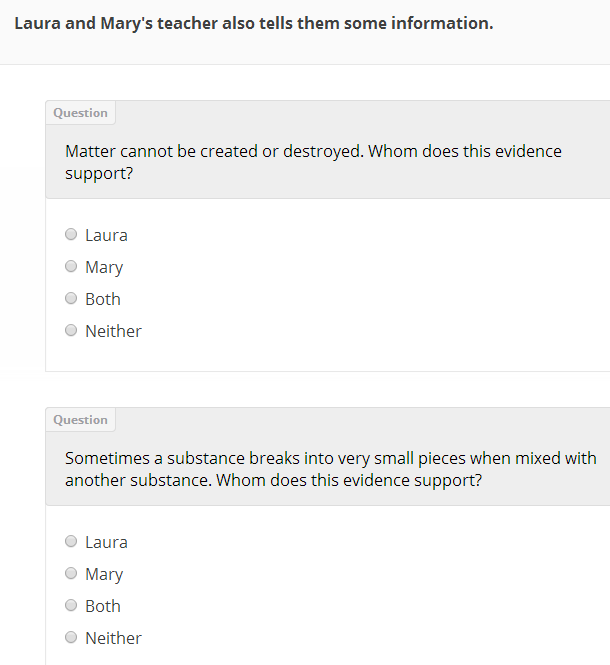 Laura and Mary's teacher also tells them some information.
Question
Matter cannot be created or destroyed. Whom does this evidence
support?
Laura
Mary
Both
Neither
Question
Sometimes a substance breaks into very small pieces when mixed with
another substance. Whom does this evidence support?
Laura
Mary
Both
Neither